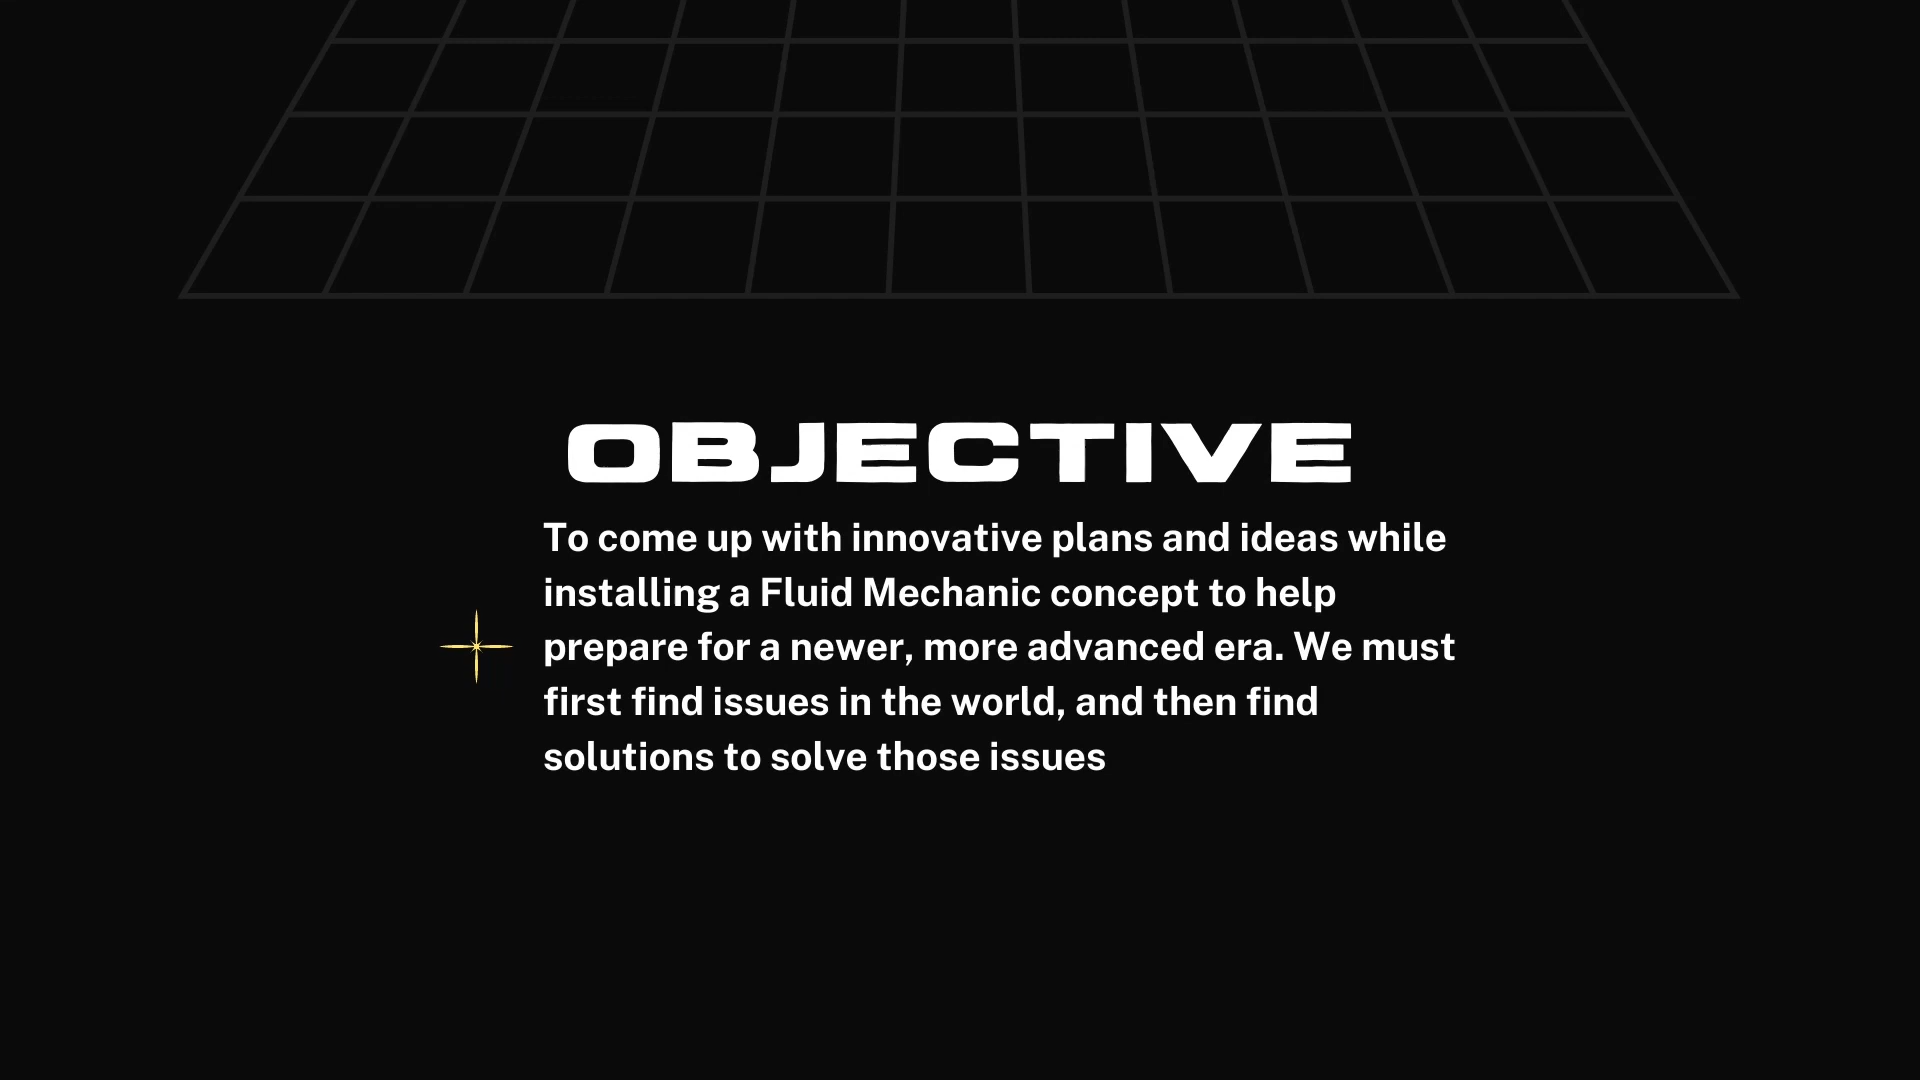 OBJECTIVE
To come up with innovative plans and ideas while
installing a Fluid Mechanic concept to help
prepare for a newer, more advanced era. We must
first find issues in the world, and then find
solutions to solve those issues